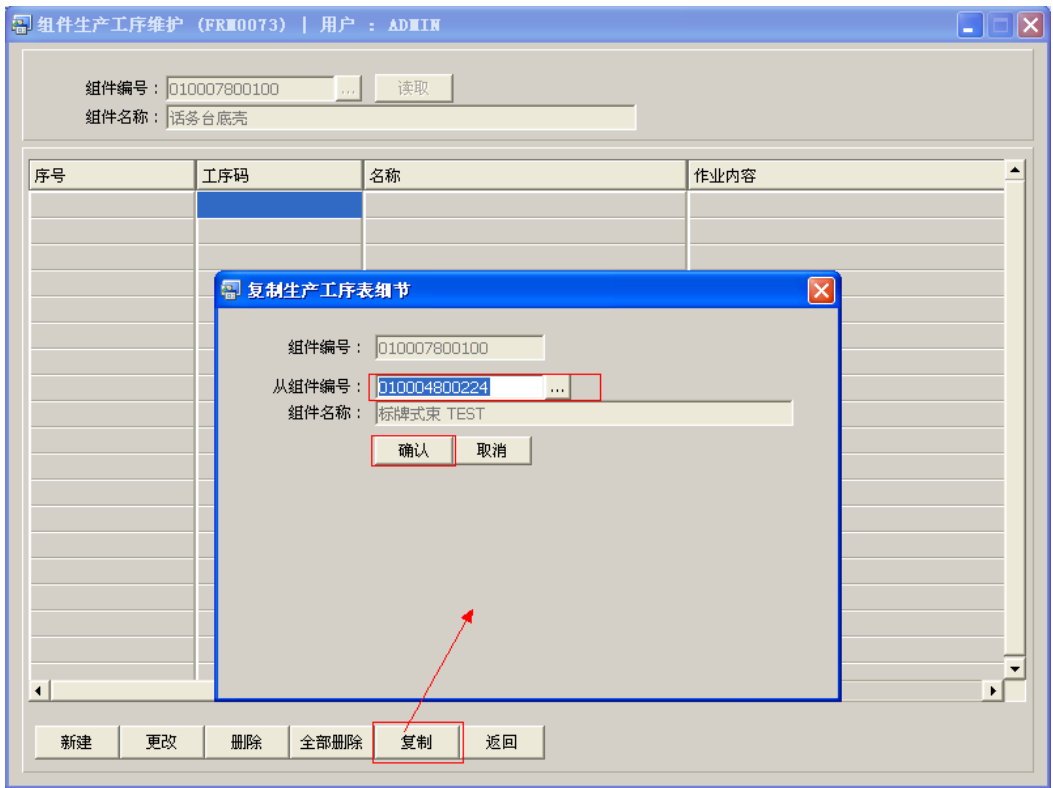 组件生产工序维护 (FRM0073) | 用户 : ADMIN
组件编号： 010007800100 ... 读取
组件名称： 话务台底壳
序号 工序码 名称 作业内容
复制生产工序表细节
组件编号： 010007800100
从组件编号： 010004800224 ...
组件名称： 标牌式束 TEST
确认 取消
新建 更改 删除 全部删除 复制 返回